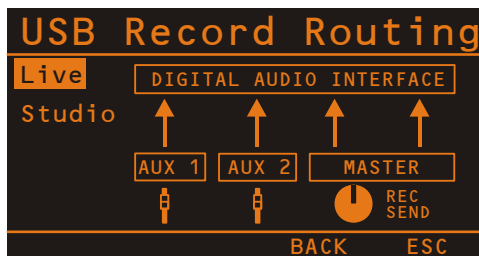 USB Record Routing
Live
DIGITAL AUDIO INTERFACE
Studio
AUX 1 AUX 2 MASTER
REC
SEND
BACK ESC